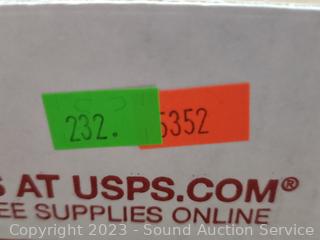 232. 5352
S AT USPS.COM®
EE SUPPLIES ONLINE
Copyright 2023 - Sound Auction Service